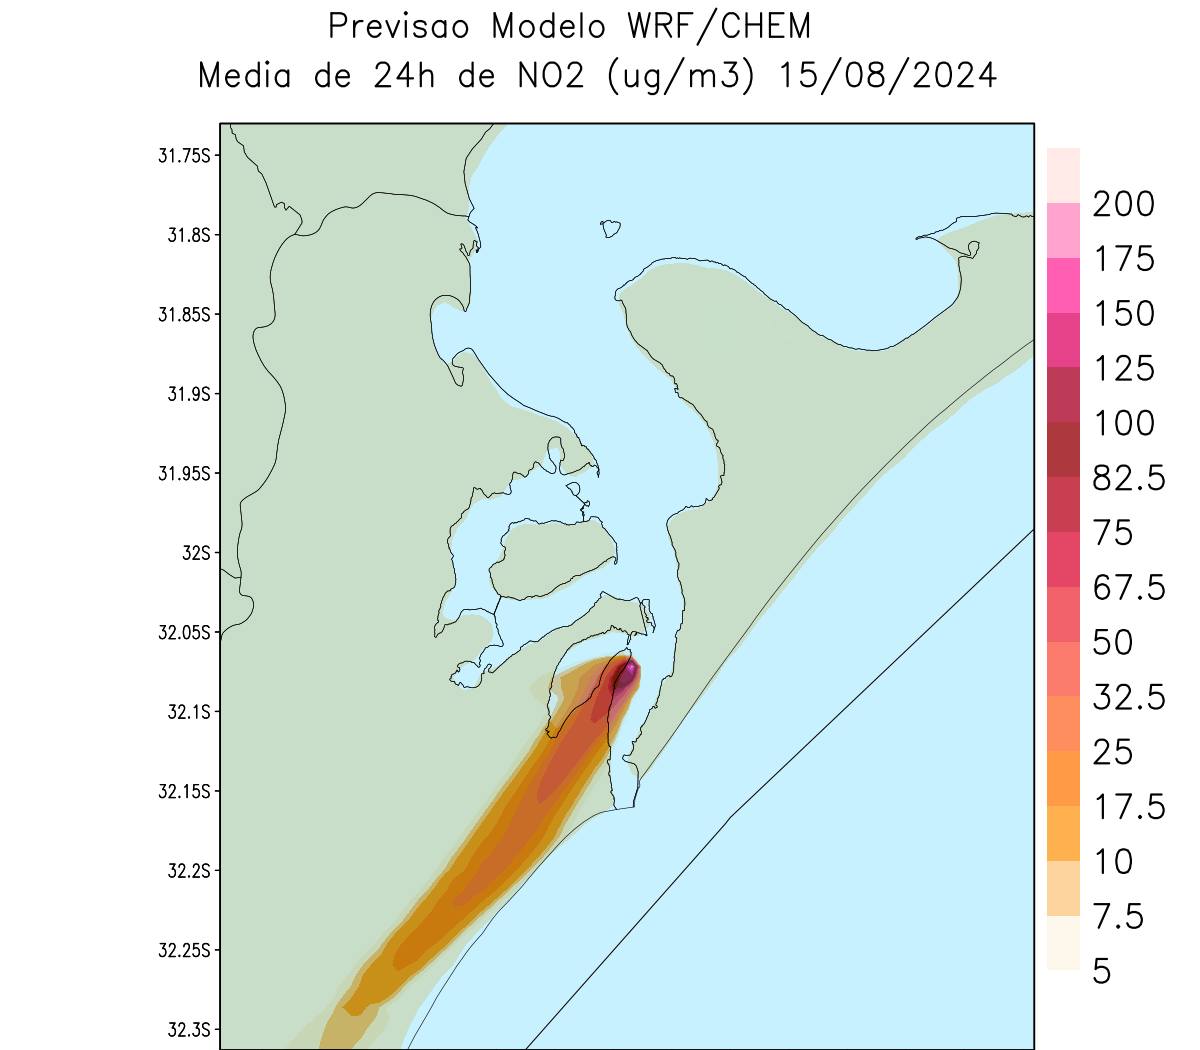 Previsao Modelo WRF/CHEM
Media de 24h de NO2 (ug/m3) 15/08/2024
31.75S
31.8S
31.85S
31.9S
31.95S
32S
32.05S
32.1S
32.15S
32.2S
32.25S
32.3S
200
175
150
125
100
82.5
75
67.5
50
32.5
25
17.5
10
7.5
5